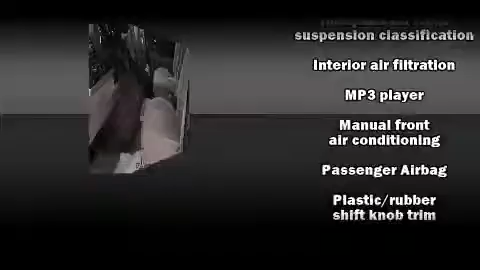 suspension classification
Interior air filtration
MP3 player
Manual front
air conditioning
Passenger Airbag
Plastic/rubber
shift knob trim